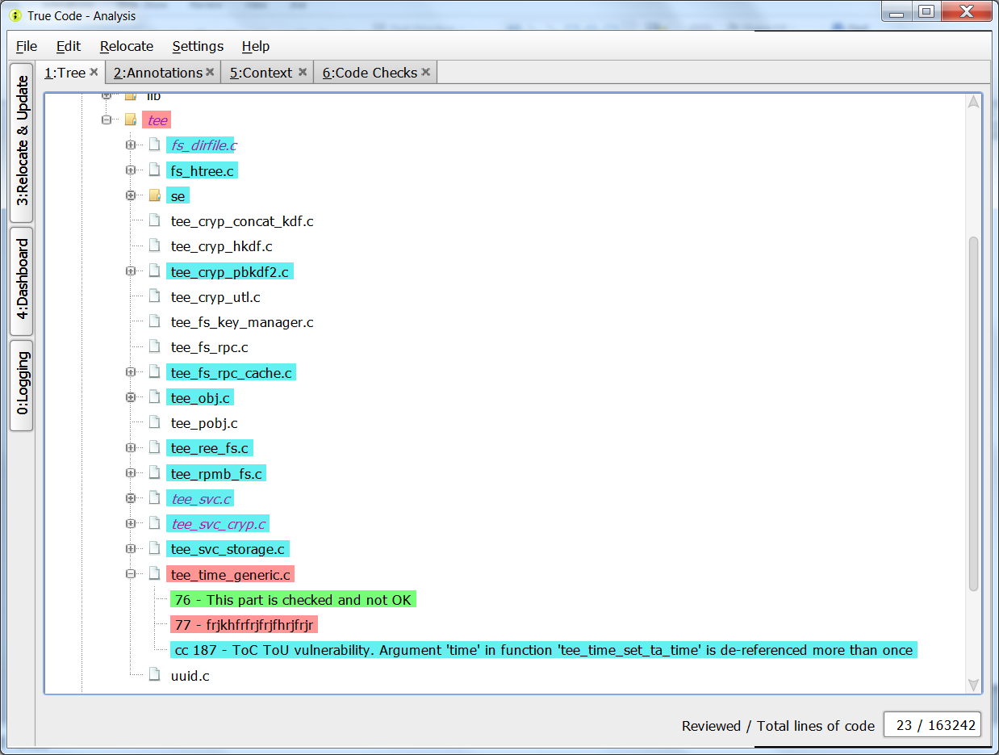 True Code - Analysis
File Edit Relocate Settings Help
1:Tree 2:Annotations 5:Context 6:Code Checks
3:Relocate & Update
4:Dashboard
0:Logging
lib
tee
fs_dirfile.c
fs_htree.c
se
tee_cryp_concat_kdf.c
tee_cryp_hkdf.c
tee_cryp_pbkdf2.c
tee_cryp_utl.c
tee_fs_key_manager.c
tee_fs_rpc.c
tee_fs_rpc_cache.c
tee_obj.c
tee_pobj.c
tee_ree_fs.c
tee_rpmb_fs.c
tee_svc.c
tee_svc_cryp.c
tee_svc_storage.c
tee_time_generic.c
76 - This part is checked and not OK
77 - frjkhfrfrjfrjfhrjfrjr
cc 187 - ToC ToU vulnerability. Argument 'time' in function 'tee_time_set_ta_time' is de-referenced more than once
uuid.c
Reviewed / Total lines of code 23 / 163242